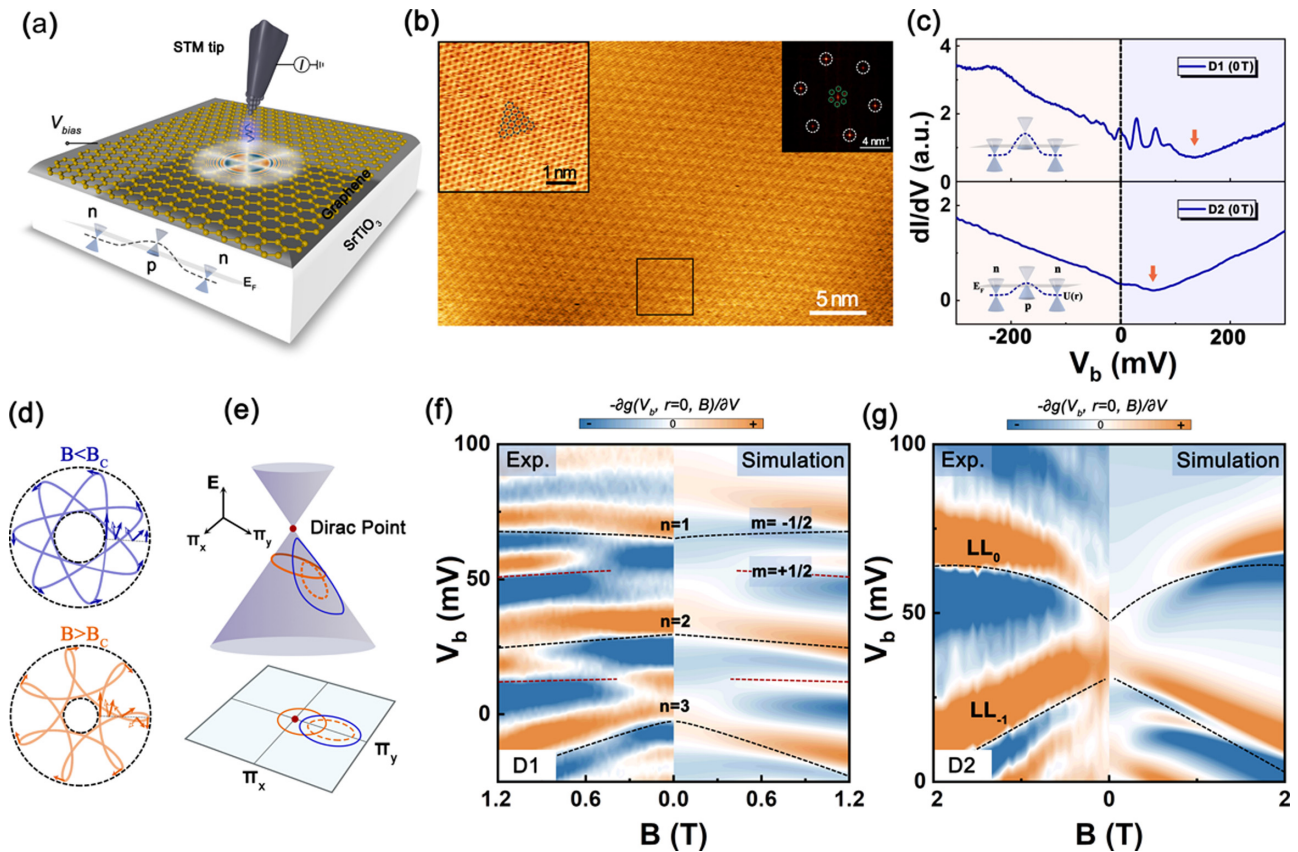 (a)
STM tip
I
V_bias
Graphene
SrTiO₃
n
p
n
E_F
(b)
1 nm
4 nm⁻¹
5 nm
(c)
4
D1 (0T)
2
0
D2 (0T)
2
n
n
E_F
U(r)
p
0
dI/dV (a.u.)
-200
0
200
V_b (mV)
(d)
B<B_C
B>B_C
(e)
E
π_x
π_y
Dirac Point
π_y
π_x
(f)
-∂g(V_b, r=0, B)/∂V
-
0
+
100
Exp.
Simulation
n=1
m= -1/2
m=+1/2
50
n=2
n=3
0
V_b (mV)
D1
1.2
0.6
0.0
0.6
1.2
B (T)
(g)
-∂g(V_b, r=0, B)/∂V
-
0
+
100
Exp.
Simulation
LL₀
50
LL₋₁
V_b (mV)
D2
0
2
1
0
1
2
B (T)